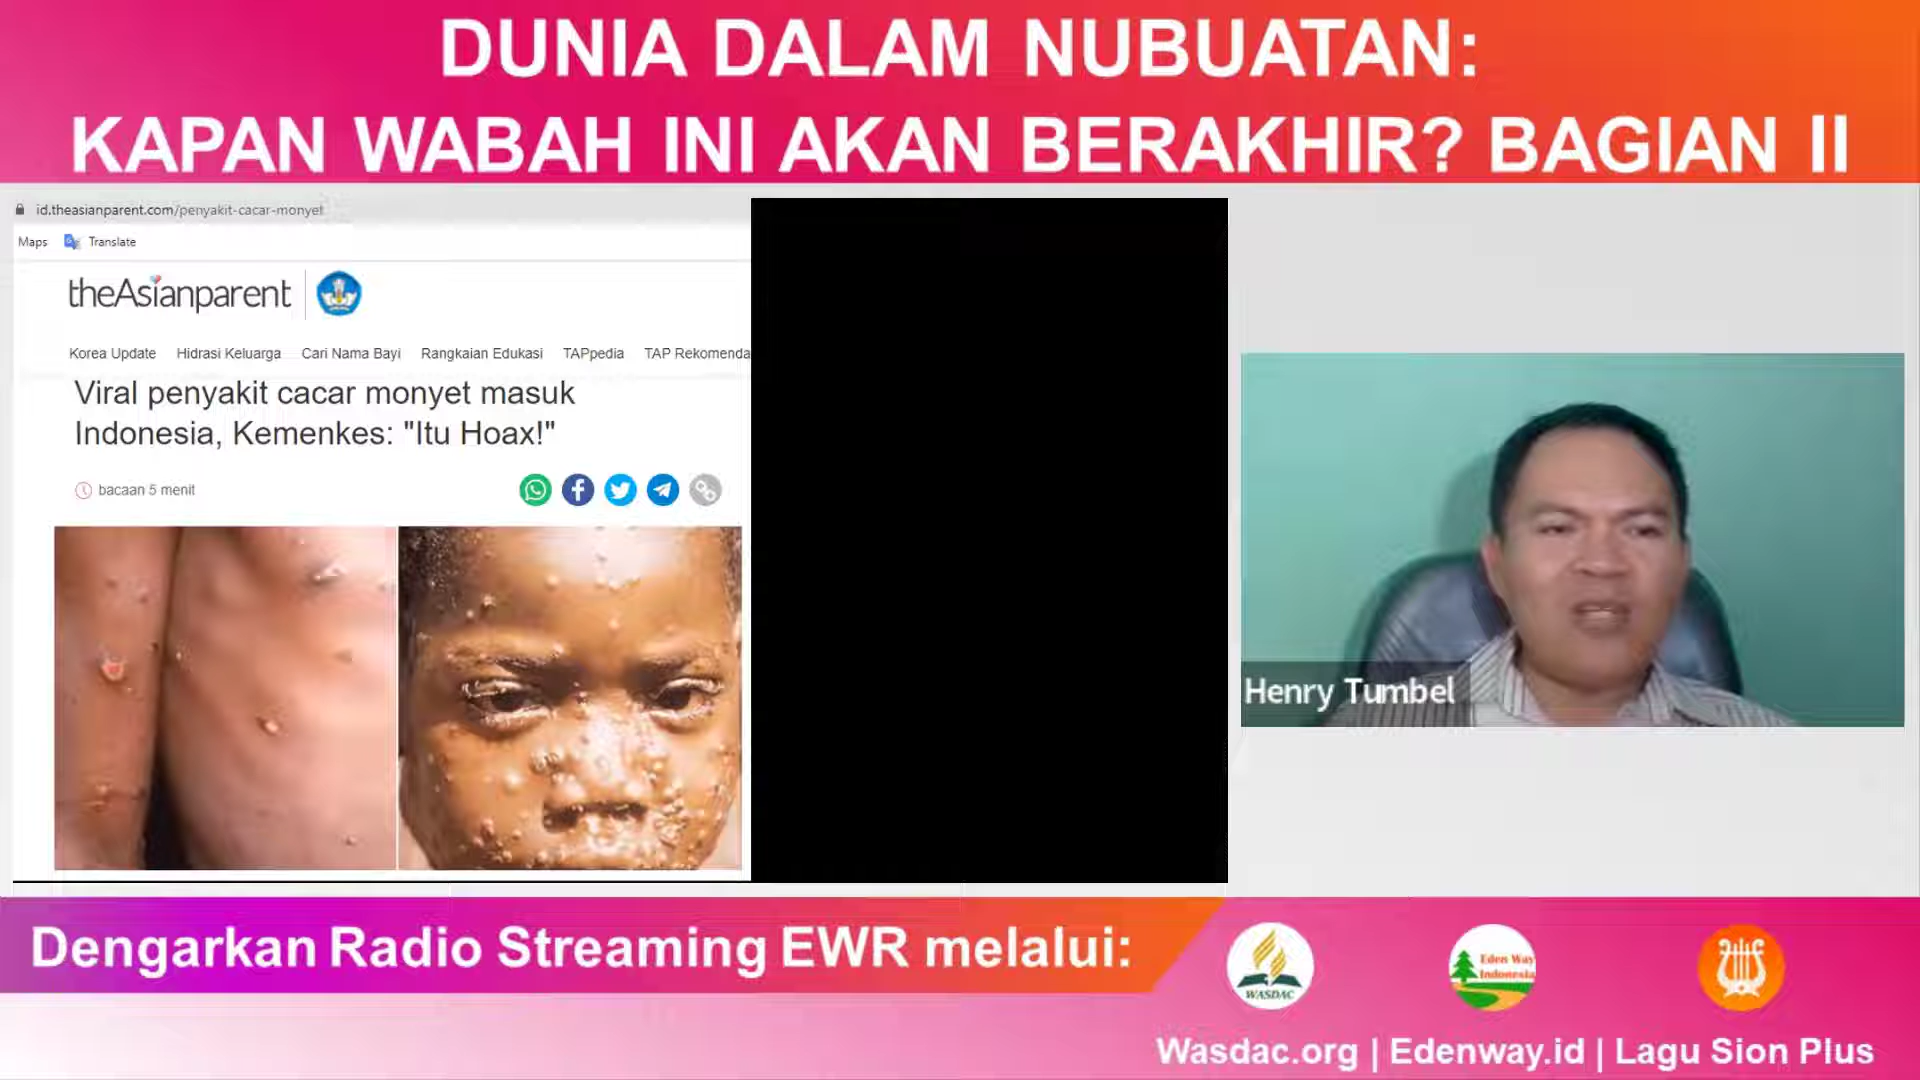 DUNIA DALAM NUBUATAN:
KAPAN WABAH INI AKAN BERAKHIR? BAGIAN II
id.theasianparent.com/penyakit-cacar-monyet
Maps Translate
theAsianparent
Korea Update Hidrasi Keluarga Cari Nama Bayi Rangkaian Edukasi TAPpedia TAP Rekomenda
Viral penyakit cacar monyet masuk
Indonesia, Kemenkes: "Itu Hoax!"
bacaan 5 menit
Henry Tumbel
Dengarkan Radio Streaming EWR melalui:
WASDAC
Eden Way
Indonesia
Wasdac.org | Edenway.id | Lagu Sion Plus